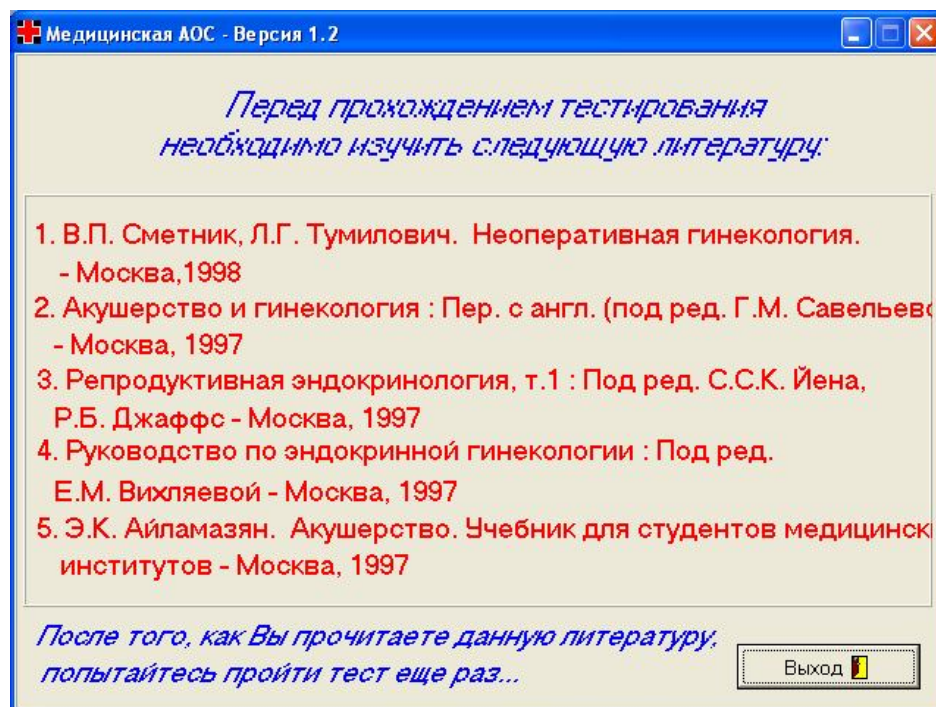 Медицинская АОС - Версия 1.2
Перед прохождением тестирования
необходимо изучить следующую литературу:
1. В.П. Сметник, Л.Г. Тумилович. Неоперативная гинекология.
- Москва,1998
2. Акушерство и гинекология : Пер. с англ. (под ред. Г.М. Савельево
- Москва, 1997
3. Репродуктивная эндокринология, т.1 : Под ред. С.С.К. Йена,
Р.Б. Джаффс - Москва, 1997
4. Руководство по эндокринной гинекологии : Под ред.
Е.М. Вихляевой - Москва, 1997
5. Э.К. Айламазян. Акушерство. Учебник для студентов медицинск
институтов - Москва, 1997
После того, как Вы прочитаете данную литературу,
попытайтесь пройти тест еще раз...
Выход